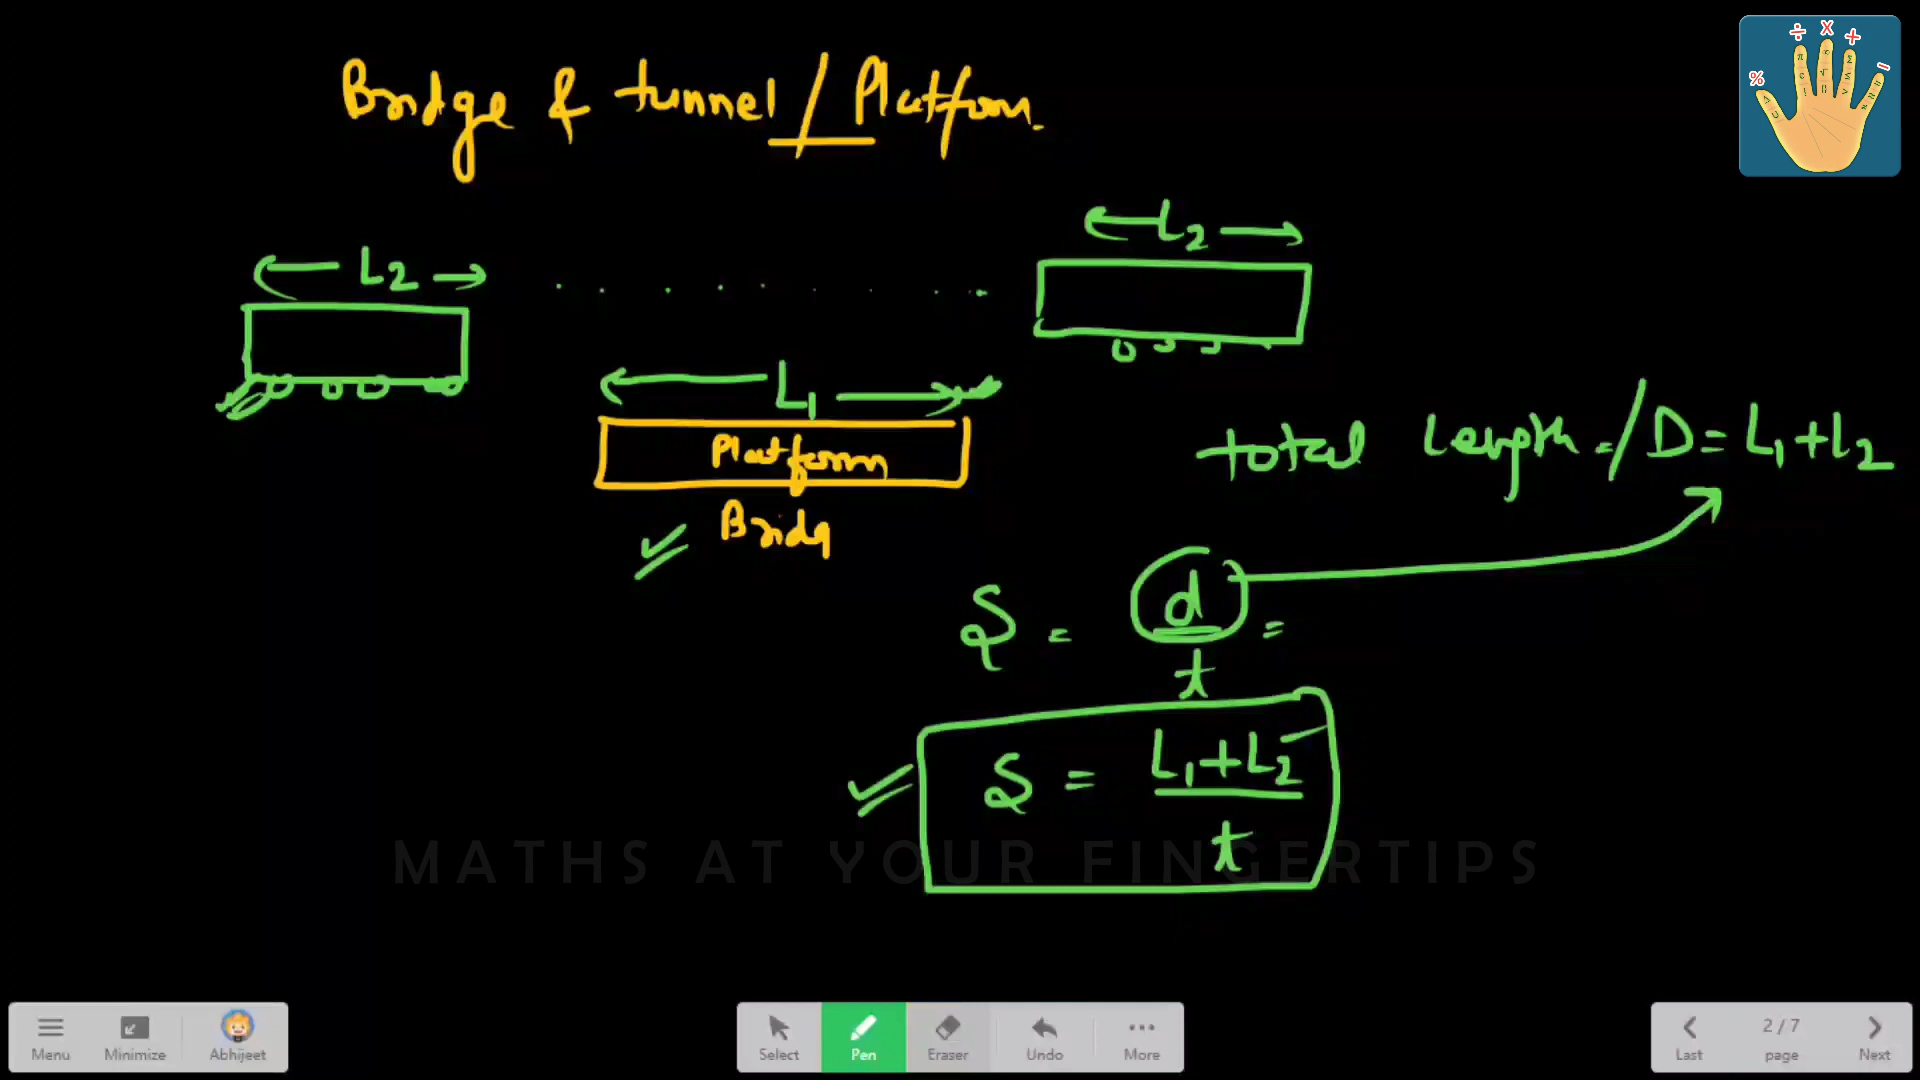 Bridge & tunnel / Platform.
% ÷ x + −
L2
L2
L1
Platform
total length = / D = L1+L2
Bridg
S = d/t =
S = L1+L2/t
MATHS AT YOUR FINGERTIPS
Menu Minimize Abhijeet Select Pen Eraser Undo More Last 2 / 7 page Next